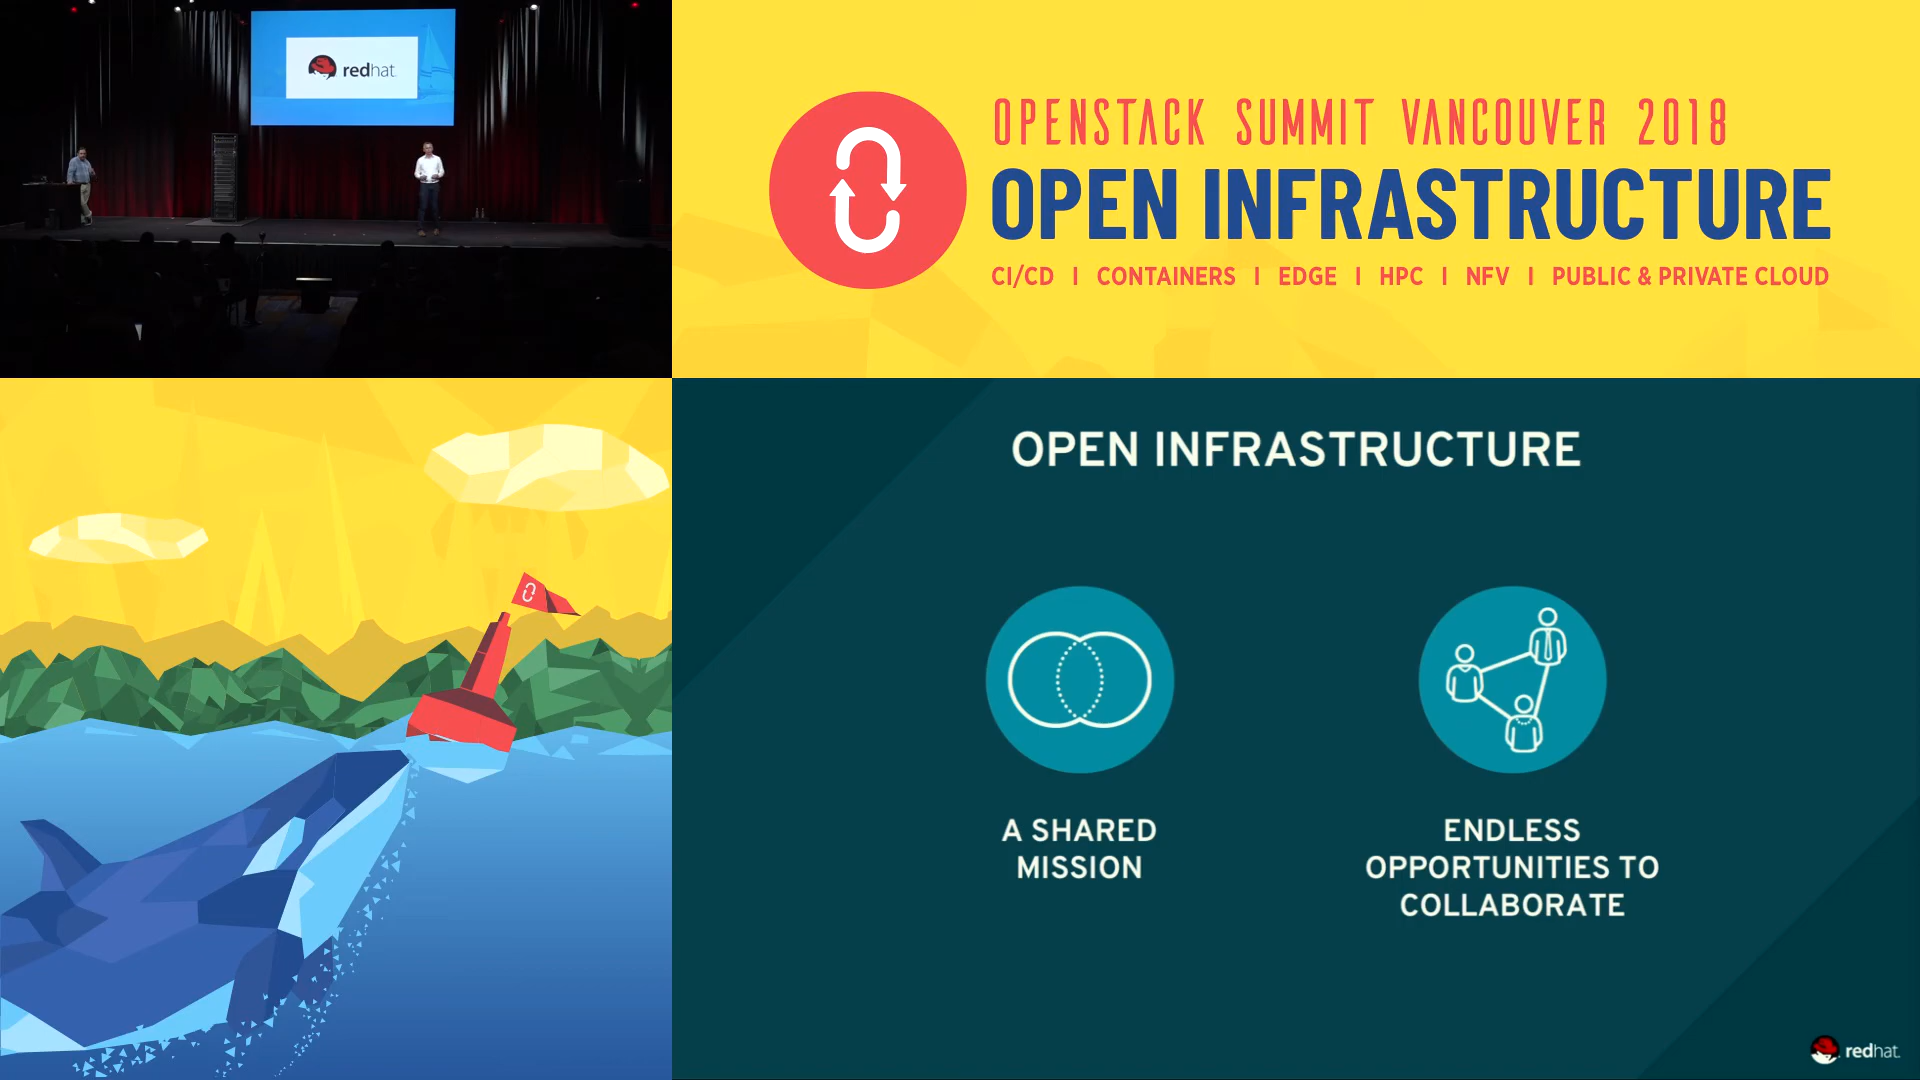 redhat.
OPENSTACK SUMMIT VANCOUVER 2018
OPEN INFRASTRUCTURE
CI/CD | CONTAINERS | EDGE | HPC | NFV | PUBLIC & PRIVATE CLOUD
OPEN INFRASTRUCTURE
A SHARED
MISSION
ENDLESS
OPPORTUNITIES TO
COLLABORATE
redhat.